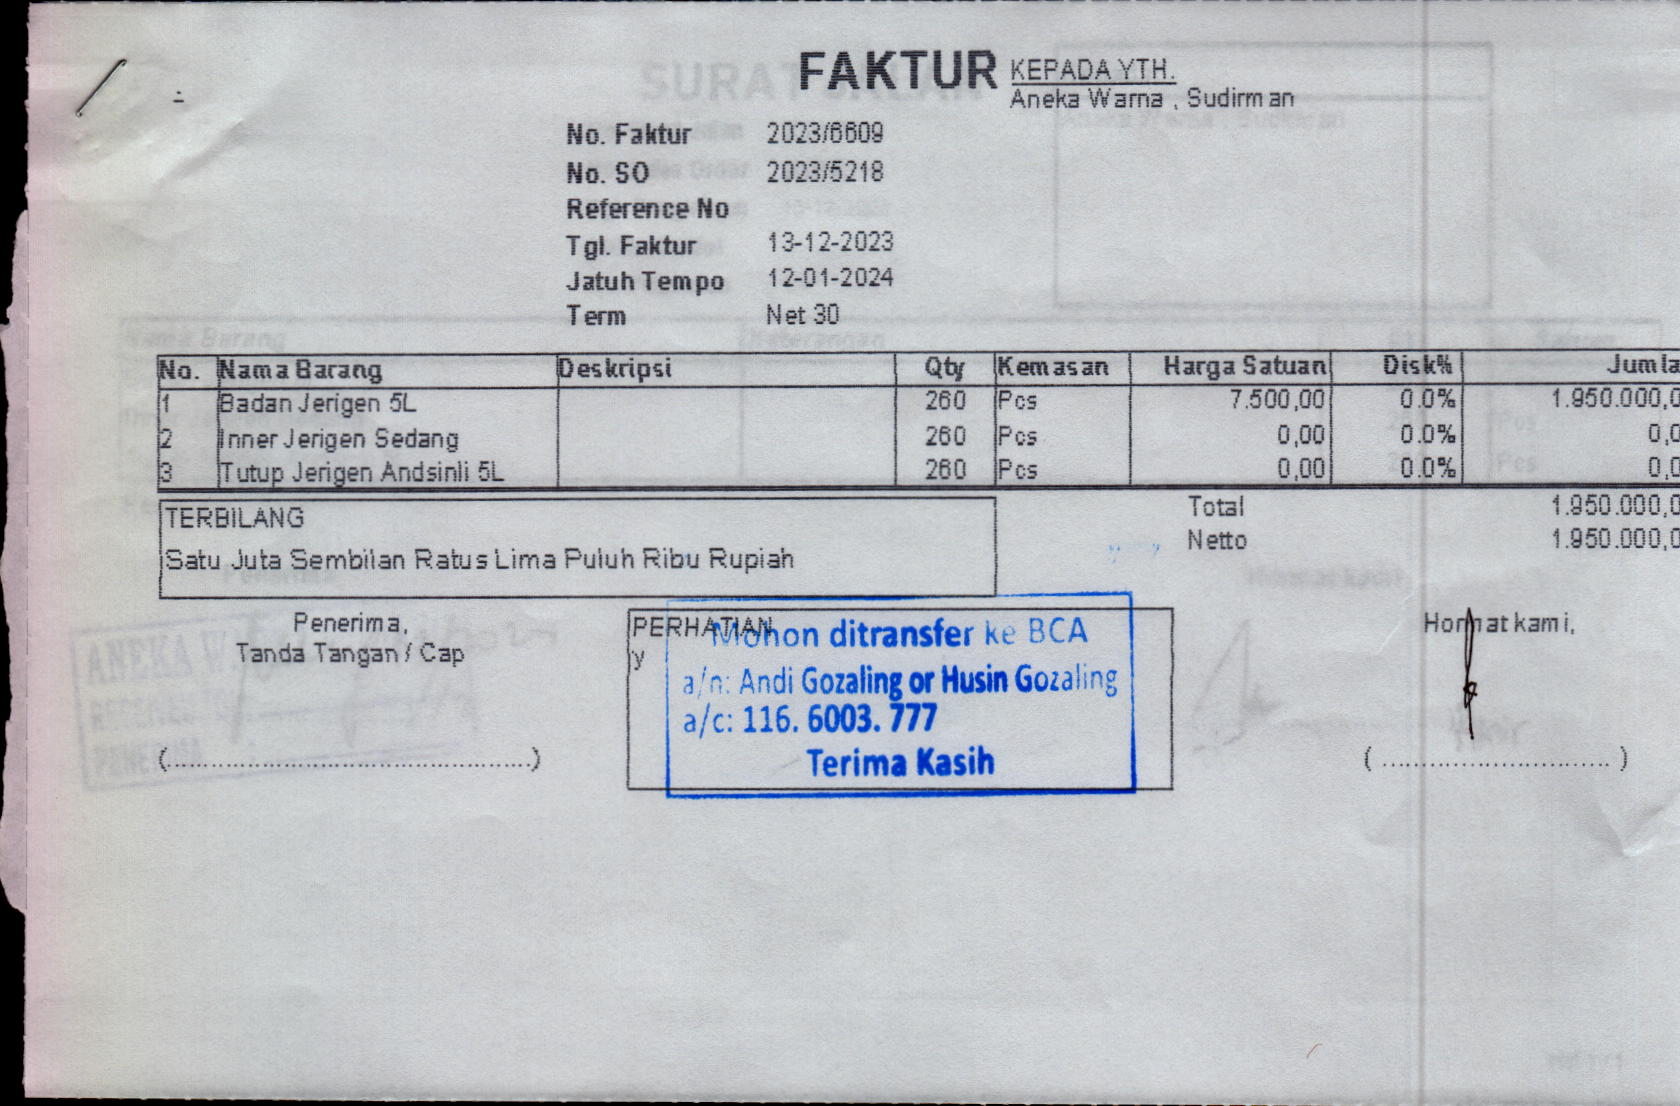 FAKTUR
KEPADA YTH.
Aneka Warna , Sudirman
No. Faktur 2023/6609
No. SO 2023/5218
Reference No
Tgl. Faktur 13-12-2023
Jatuh Tempo 12-01-2024
Term Net 30
No. Nama Barang Deskripsi Qty Kemasan Harga Satuan Disk% Jumla
1 Badan Jerigen 5L 260 Pcs 7.500,00 0.0% 1.950.000,0
2 Inner Jerigen Sedang 260 Pcs 0,00 0.0% 0,0
3 Tutup Jerigen Andsinli 5L 260 Pcs 0,00 0.0% 0,0
Total 1.950.000,0
Netto 1.950.000,0
TERBILANG
Satu Juta Sembilan Ratus Lima Puluh Ribu Rupiah
Penerima,
Tanda Tangan / Cap
(..............................................)
PERHATIAN
y
Mohon ditransfer ke BCA
a/n: Andi Gozaling or Husin Gozaling
a/c: 116. 6003. 777
Terima Kasih
Hormat kami,
( ............................. )